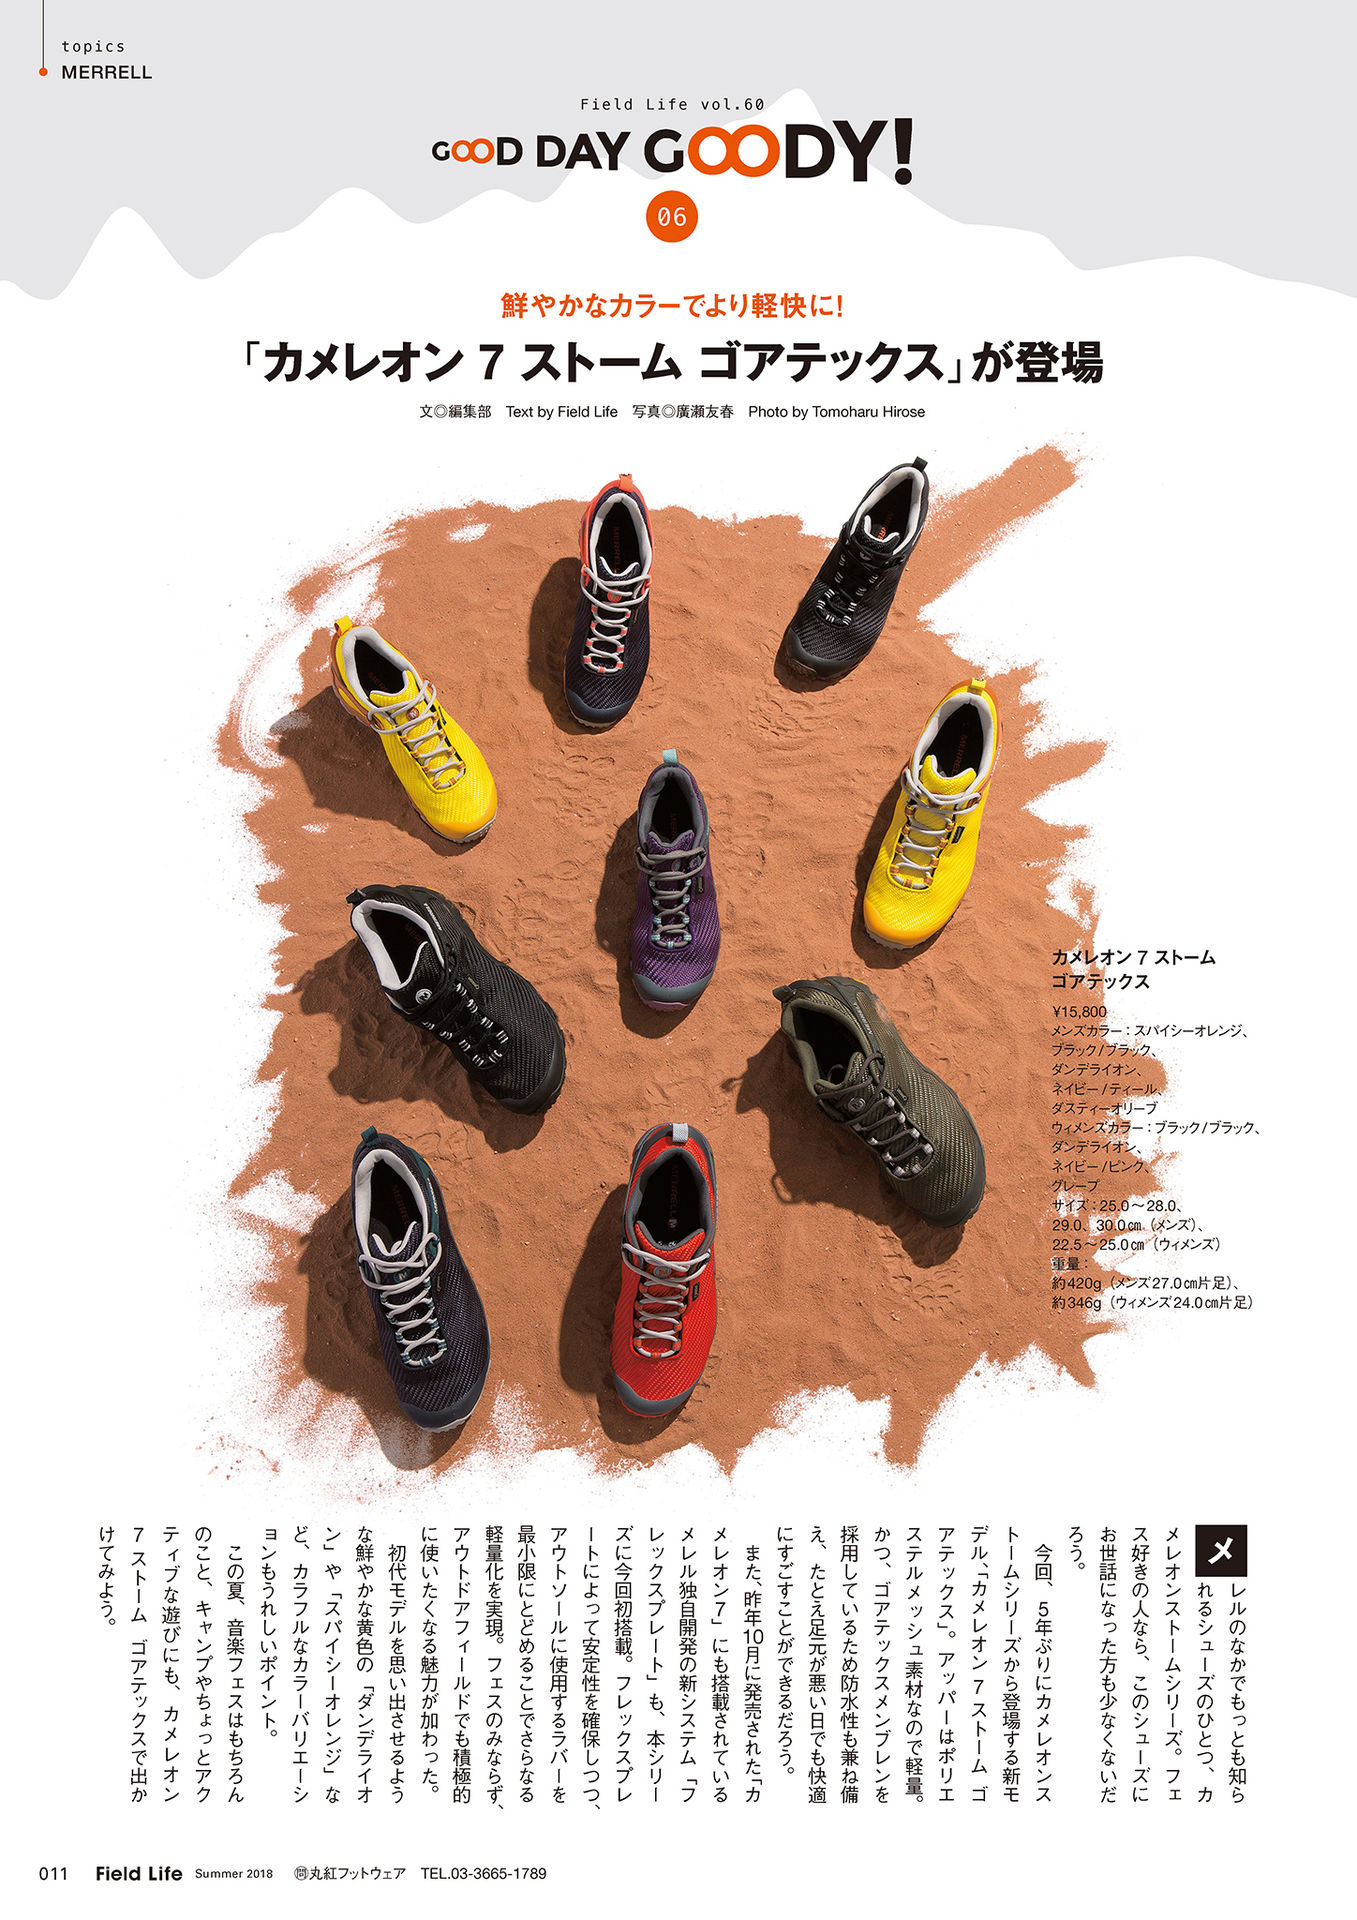 topics
MERRELL
Field Life vol.60
GOOD DAY GOODY!
06
鮮やかなカラーでより軽快に!
「カメレオン 7 ストーム ゴアテックス」が登場
文◎編集部 Text by Field Life 写真◎廣瀬友春 Photo by Tomoharu Hirose
カメレオン 7 ストーム
ゴアテックス
¥15,800
メンズカラー：スパイシーオレンジ、
ブラック/ブラック、
ダンデライオン、
ネイビー/ティール、
ダスティーオリーブ
ウィメンズカラー：ブラック/ブラック、
ダンデライオン、
ネイビー/ピンク、
グレープ
サイズ：25.0～28.0、
29.0、30.0㎝（メンズ）、
22.5～25.0㎝（ウィメンズ）
重量：
約420g（メンズ27.0㎝片足）、
約346g（ウィメンズ24.0㎝片足）
メレルのなかでもっとも知ら
れるシューズのひとつ、カ
メレオンストームシリーズ。フェ
ス好きの人なら、このシューズに
お世話になった方も少なくないだ
ろう。
今回、5年ぶりにカメレオンス
トームシリーズから登場する新モ
デル、「カメレオン 7 ストーム ゴ
アテックス」。アッパーはポリエ
ステルメッシュ素材なので軽量。
かつ、ゴアテックスメンブレンを
採用しているため防水性も兼ね備
え、たとえ足元が悪い日でも快適
にすごすことができるだろう。
また、昨年10月に発売された「カ
メレオン7」にも搭載されている
メレル独自開発の新システム「フ
レックスプレート」も、本シリー
ズに今回初搭載。フレックスプレ
ートによって安定性を確保しつつ、
アウトソールに使用するラバーを
最小限にとどめることでさらなる
軽量化を実現。フェスのみならず、
アウトドアフィールドでも積極的
に使いたくなる魅力が加わった。
初代モデルを思い出させるよう
な鮮やかな黄色の「ダンデライオ
ン」や「スパイシーオレンジ」な
ど、カラフルなカラーバリエーシ
ョンもうれしいポイント。
この夏、音楽フェスはもちろん
のこと、キャンプやちょっとアク
ティブな遊びにも、カメレオン
7 ストーム ゴアテックスで出か
けてみよう。
011 Field Life Summer 2018 ㉄丸紅フットウェア TEL.03-3665-1789